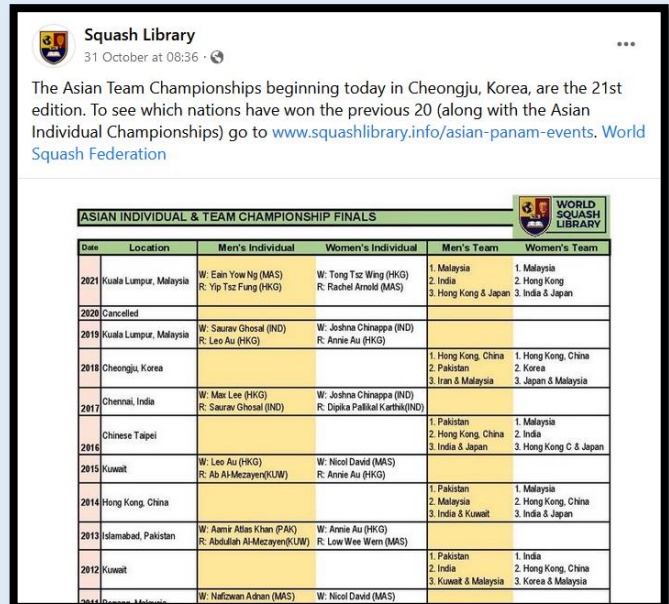 Squash Library
31 October at 08:36 ·
The Asian Team Championships beginning today in Cheongju, Korea, are the 21st
edition. To see which nations have won the previous 20 (along with the Asian
Individual Championships) go to www.squashlibrary.info/asian-panam-events. World
Squash Federation
WORLD
SQUASH
LIBRARY
ASIAN INDIVIDUAL & TEAM CHAMPIONSHIP FINALS
Date Location Men's Individual Women's Individual Men's Team Women's Team
1. Malaysia 1. Malaysia
2021 Kuala Lumpur, Malaysia W: Eain Yow Ng (MAS) W: Tong Tsz Wing (HKG) 2. India 2. Hong Kong
R: Yip Tsz Fung (HKG) R: Rachel Arnold (MAS) 3. Hong Kong & Japan 3. India & Japan
2020 Cancelled
2019 Kuala Lumpur, Malaysia W: Saurav Ghosal (IND) W: Joshna Chinappa (IND)
R: Leo Au (HKG) R: Annie Au (HKG)
1. Hong Kong, China 1. Hong Kong, China
2018 Cheongju, Korea 2. Pakistan 2. Korea
3. Iran & Malaysia 3. Japan & Malaysia
Chennai, India W: Max Lee (HKG) W: Joshna Chinappa (IND)
2017 R: Saurav Ghosal (IND) R: Dipika Pallikal Karthik(IND)
1. Pakistan 1. Malaysia
Chinese Taipei 2. Hong Kong, China 2. India
2016 3. India & Japan 3. Hong Kong C & Japan
2015 Kuwait W: Leo Au (HKG) W: Nicol David (MAS)
R: Ab Al-Mezayen(KUW) R: Annie Au (HKG)
1. Pakistan 1. Malaysia
2014 Hong Kong, China 2. Malaysia 2. Hong Kong, China
3. India & Kuwait 3. India & Japan
2013 Islamabad, Pakistan W: Aamir Atlas Khan (PAK) W: Annie Au (HKG)
R: Abdullah Al-Mezayen(KUW) R: Low Wee Wern (MAS)
1. Pakistan 1. India
2012 Kuwait 2. India 2. Hong Kong, China
3. Kuwait & Malaysia 3. Korea & Malaysia
W: Nafizwan Adnan (MAS) W: Nicol David (MAS)